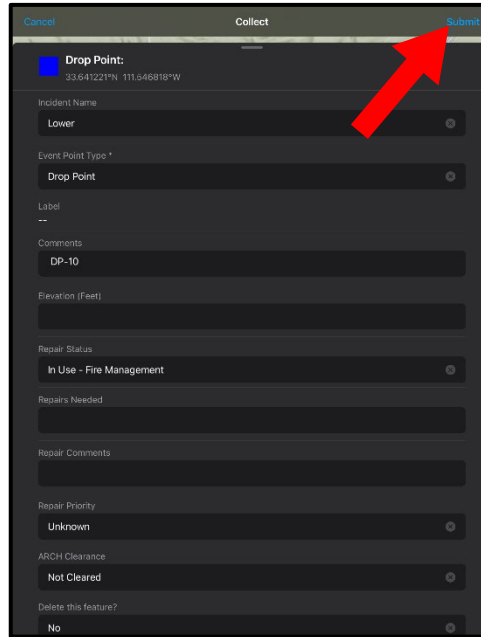 Cancel Collect Submit
Drop Point:
33.641221°N 111.546818°W
Incident Name
Lower
Event Point Type *
Drop Point
Label
--
Comments
DP-10
Elevation (Feet)
Repair Status
In Use - Fire Management
Repairs Needed
Repair Comments
Repair Priority
Unknown
ARCH Clearance
Not Cleared
Delete this feature?
No